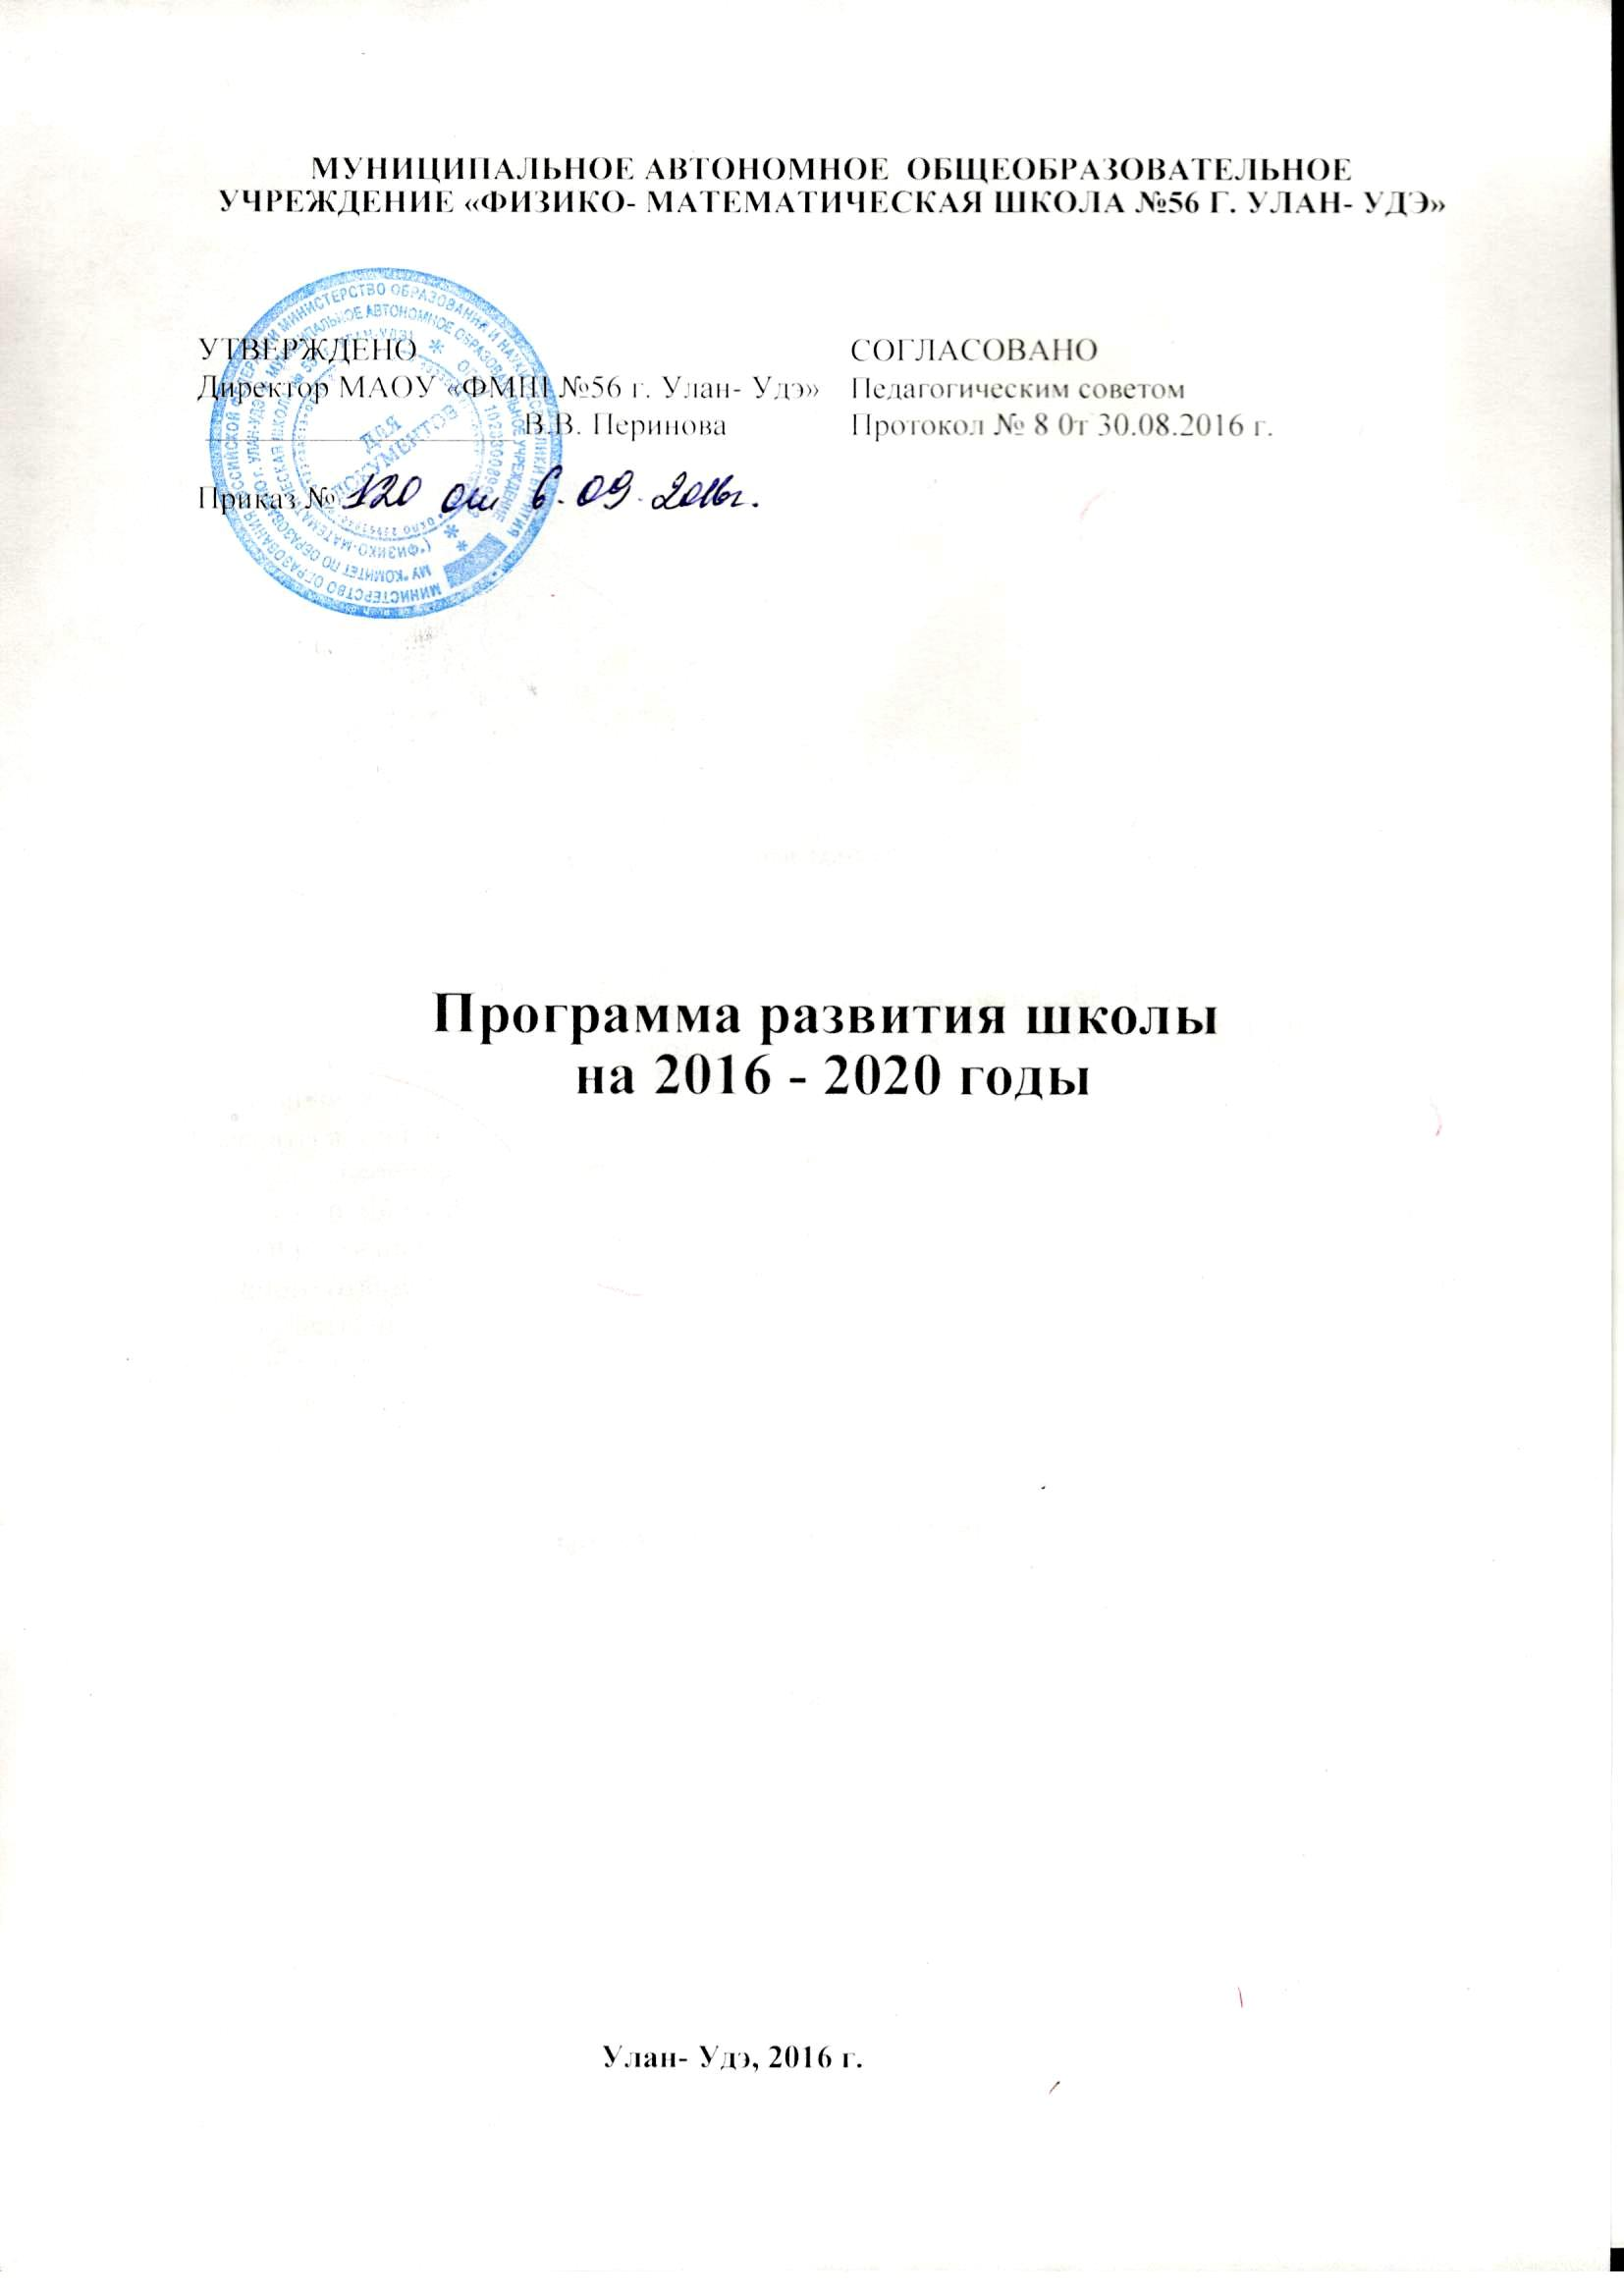 МУНИЦИПАЛЬНОЕ АВТОНОМНОЕ ОБЩЕОБРАЗОВАТЕЛЬНОЕ
УЧРЕЖДЕНИЕ «ФИЗИКО- МАТЕМАТИЧЕСКАЯ ШКОЛА №56 Г. УЛАН- УДЭ»
УТВЕРЖДЕНО
Директор МАОУ «ФМШ №56 г. Улан- Удэ»
В.В. Перинова
Приказ № 120 от 6.09.2016г.
СОГЛАСОВАНО
Педагогическим советом
Протокол № 8 0т 30.08.2016 г.
ДЛЯ
ДОКУМЕНТОВ
Программа развития школы
на 2016 - 2020 годы
Улан- Удэ, 2016 г.